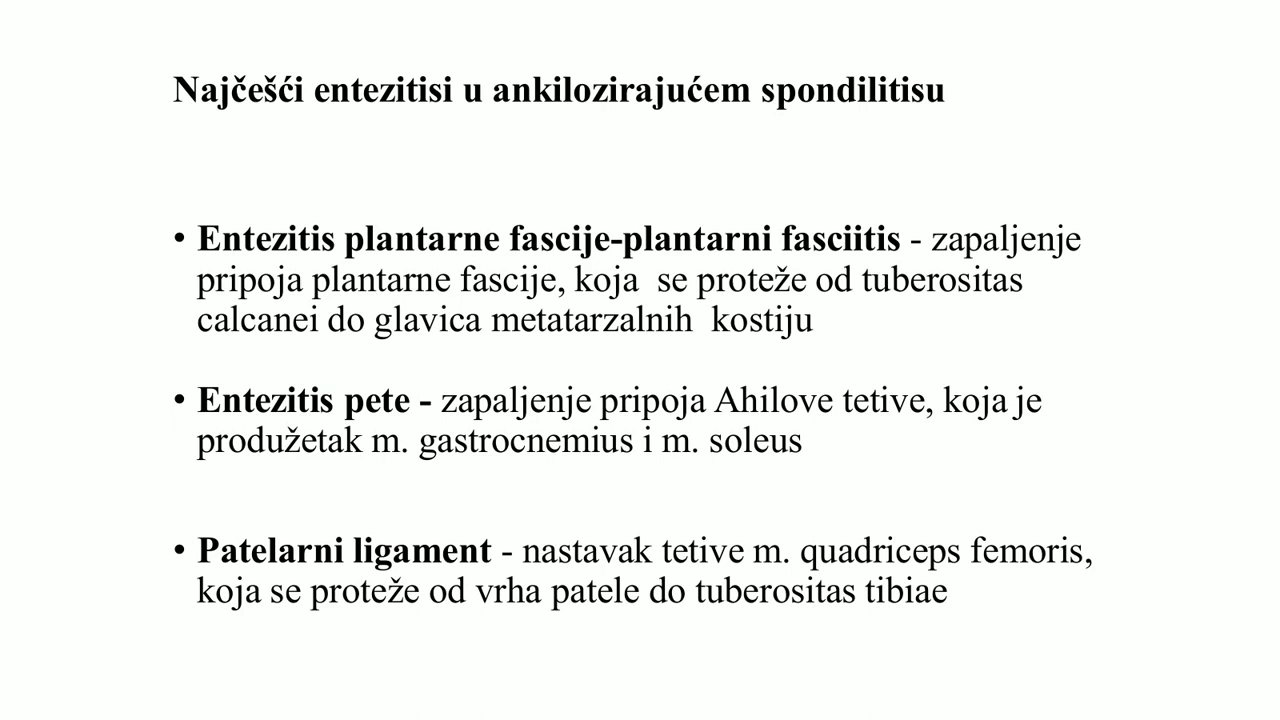 Najčešći entezitisi u ankilozirajućem spondilitisu
• Entezitis plantarne fascije-plantarni fasciitis - zapaljenje
pripoja plantarne fascije, koja  se proteže od tuberositas
calcanei do glavica metatarzalnih  kostiju
• Entezitis pete - zapaljenje pripoja Ahilove tetive, koja je
produžetak m. gastrocnemius i m. soleus
• Patelarni ligament - nastavak tetive m. quadriceps femoris,
koja se proteže od vrha patele do tuberositas tibiae